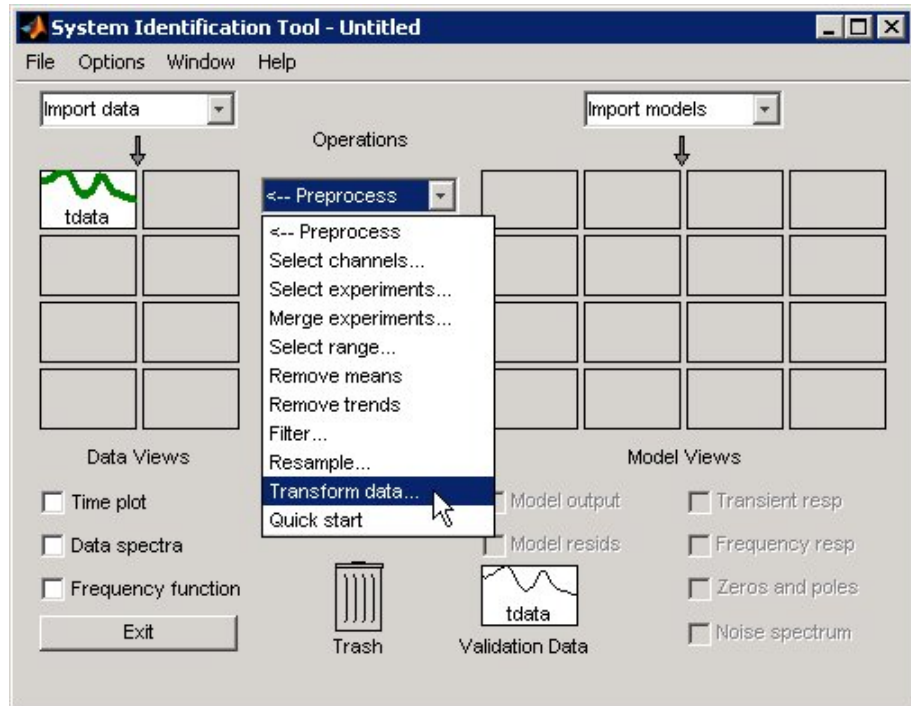 System Identification Tool - Untitled
File Options Window Help
Import data
Import models
Operations
tdata
<-- Preprocess
<-- Preprocess
Select channels...
Select experiments...
Merge experiments...
Select range...
Remove means
Remove trends
Filter...
Resample...
Transform data...
Quick start
Data Views
Time plot
Data spectra
Frequency function
Exit
Trash
tdata
Validation Data
Model Views
Model output
Transient resp
Model resids
Frequency resp
Zeros and poles
Noise spectrum